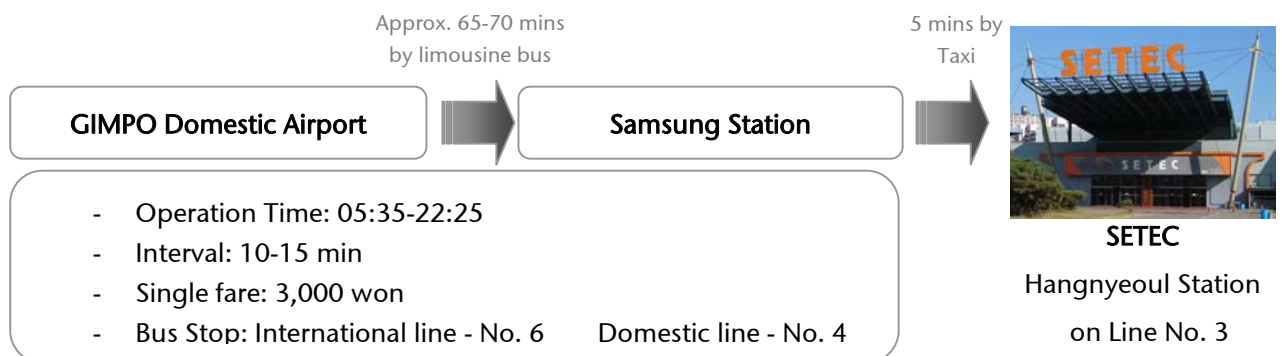 Approx. 65-70 mins
by limousine bus
5 mins by
Taxi
GIMPO Domestic Airport
Samsung Station
SETEC
SETEC
- Operation Time: 05:35-22:25
- Interval: 10-15 min
- Single fare: 3,000 won
- Bus Stop: International line - No. 6 Domestic line - No. 4
SETEC
Hangnyeoul Station
on Line No. 3